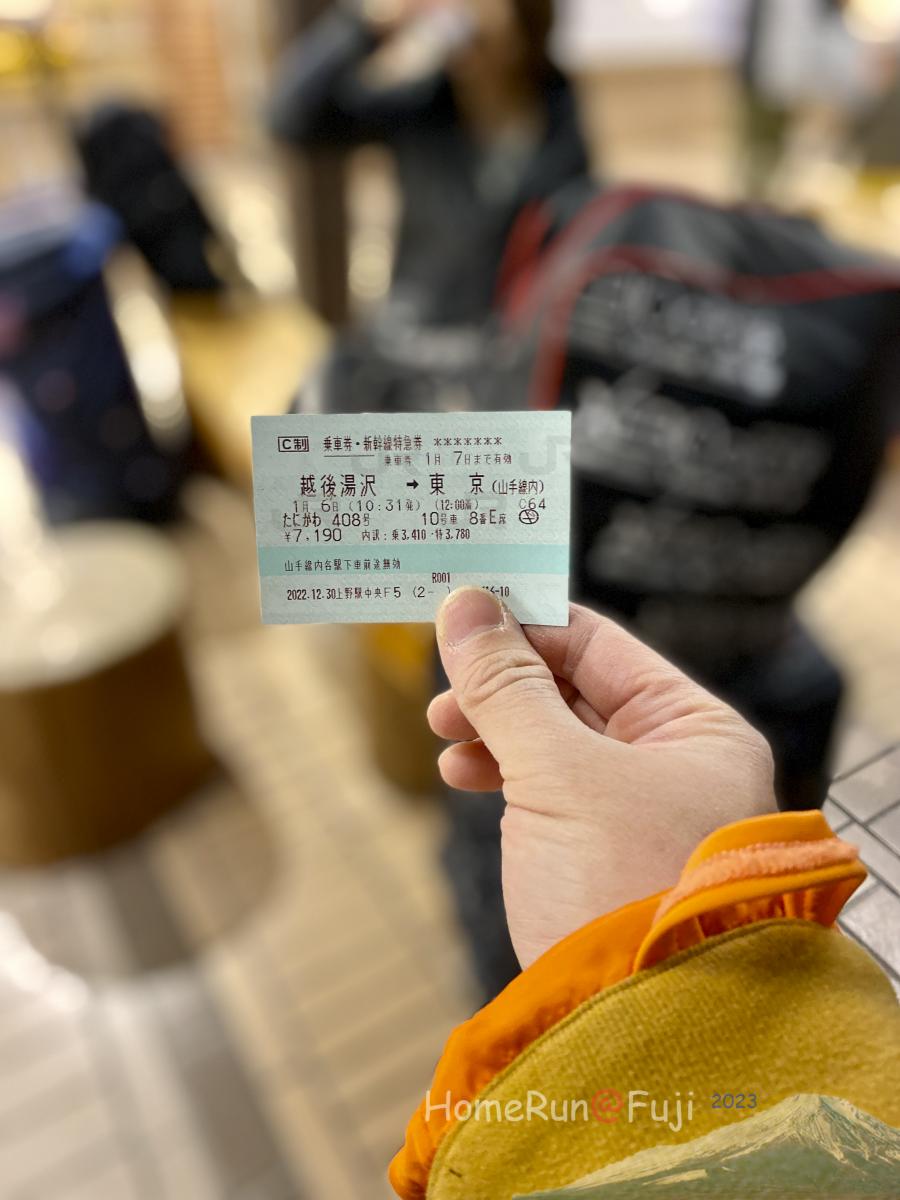 C制 乗車券・新幹線特急券 *******
乗車券 1月 7日まで有効
越後湯沢 ➡ 東 京 (山手線内)
1月 6日 (10:31発) (12:00着) C64
たにがわ 408号 10号車 8番E席
¥7,190 内訳:乗3,410・特3,780
山手線内各駅下車前途無効
R001
2022.12.30上野駅中央F5 (2-
HomeRun@Fuji 2023